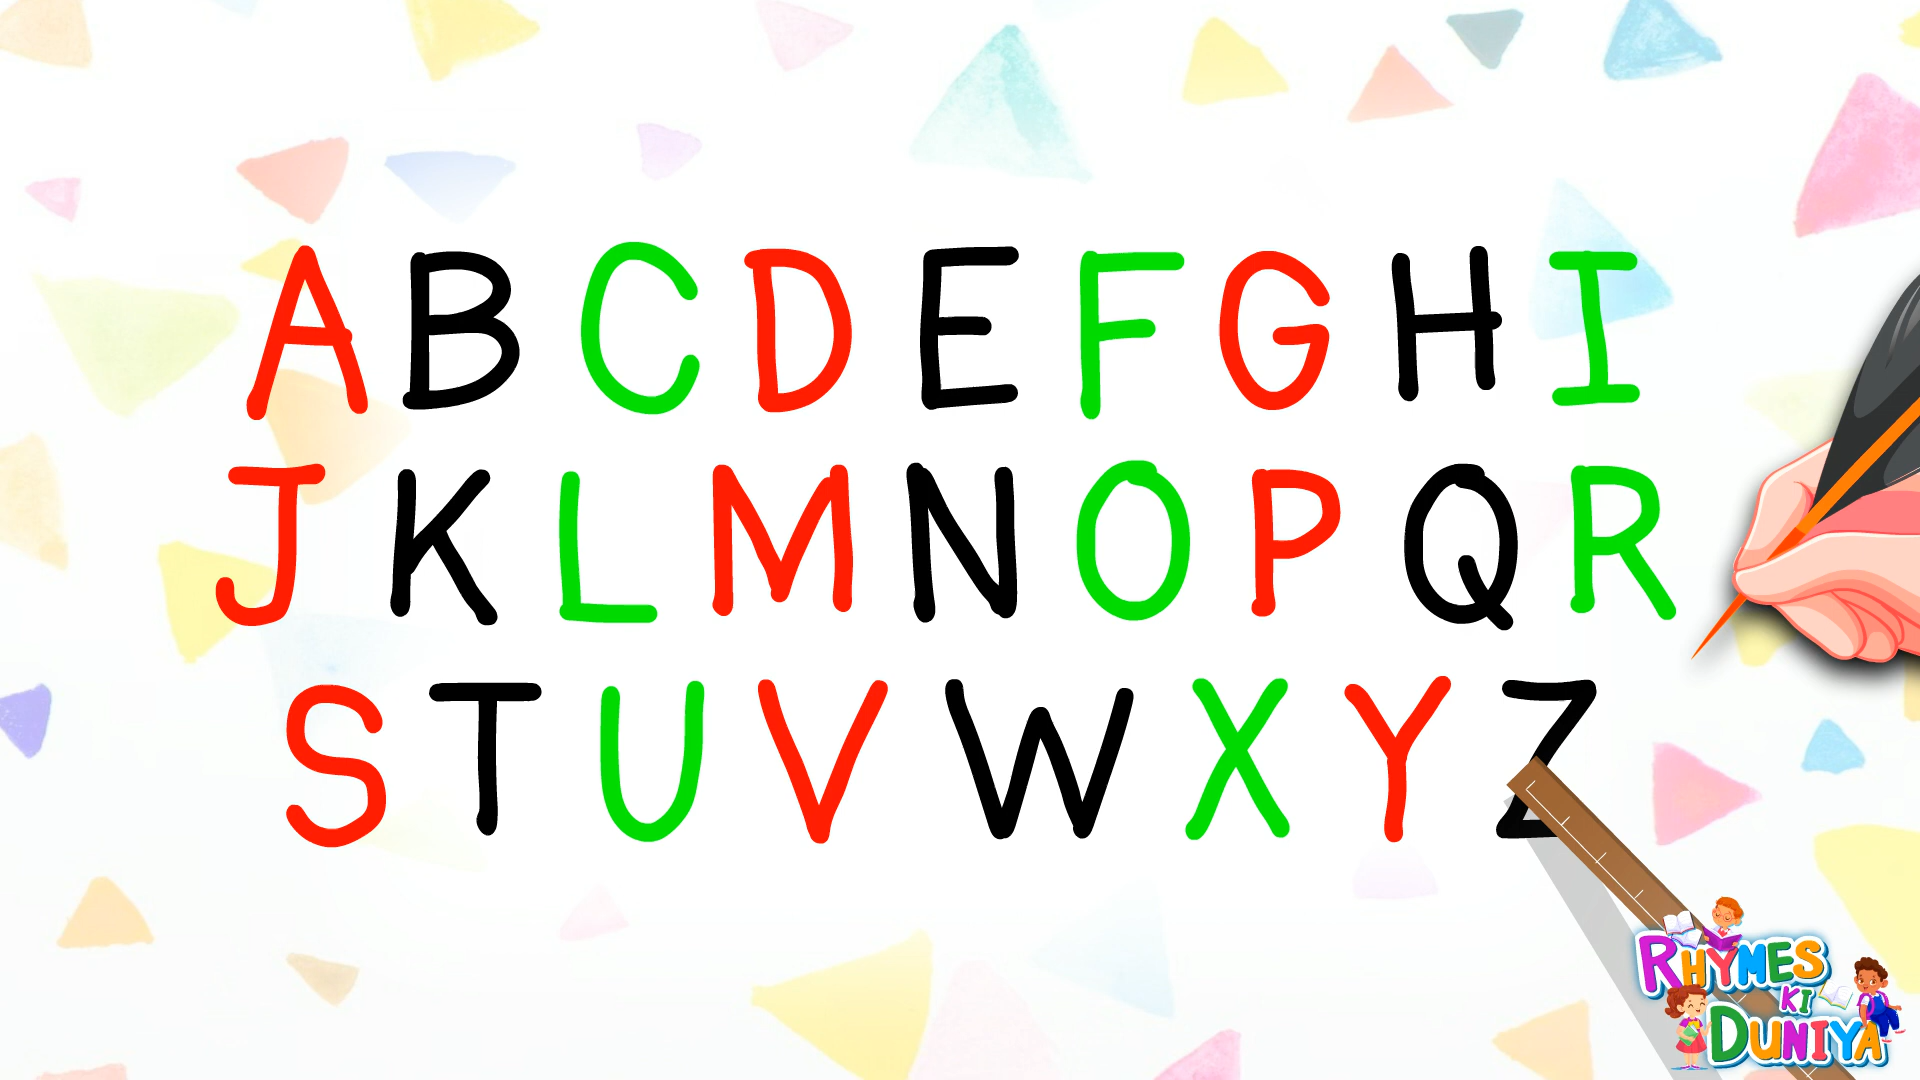 A B C D E F G H I
J K L M N O P Q R
S T U V W X Y Z
RHYMES
KI
DUNIYA